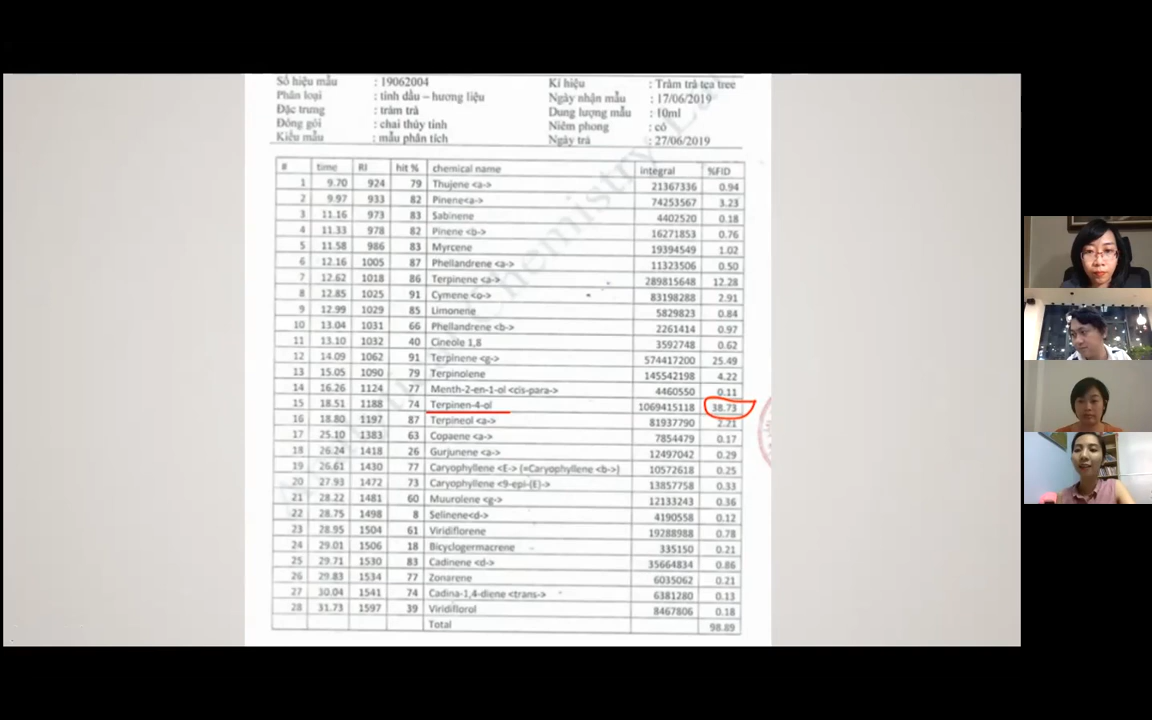 Số hiệu mẫu : 19062004 Kí hiệu : Tràm trà tea tree
Phân loại : tinh dầu – hương liệu Ngày nhận mẫu : 17/06/2019
Đặc trưng : tràm trà Dung lượng mẫu : 10ml
Đóng gói : chai thủy tinh Niêm phong : có
Kiểu mẫu : mẫu phân tích Ngày trả : 27/06/2019
# time RI hit % chemical name integral %FID
1 9.70 924 79 Thujene <a-> 21367336 0.94
2 9.97 933 82 Pinene<a-> 74253567 3.23
3 11.16 973 83 Sabinene 4402520 0.18
4 11.33 978 82 Pinene <b-> 16271853 0.76
5 11.58 986 83 Myrcene 19394549 1.02
6 12.16 1005 87 Phellandrene <a-> 11323506 0.50
7 12.62 1018 86 Terpinene <a-> 289815648 12.28
8 12.85 1025 91 Cymene <o-> 83198288 2.91
9 12.99 1029 85 Limonene 5829823 0.84
10 13.04 1031 66 Phellandrene <b-> 2261414 0.97
11 13.10 1032 40 Cineole 1,8 3592748 0.62
12 14.09 1062 91 Terpinene <g-> 574417200 25.49
13 15.05 1090 79 Terpinolene 145542198 4.22
14 16.26 1124 77 Menth-2-en-1-ol <cis-para-> 4460550 0.11
15 18.51 1188 74 Terpinen-4-ol 1069415118 38.73
16 18.80 1197 87 Terpineol <a-> 81937790 2.21
17 25.10 1383 63 Copaene <a-> 7854479 0.17
18 26.24 1418 26 Gurjunene <a-> 12497042 0.29
19 26.61 1430 77 Caryophyllene <E-> (=Caryophyllene <b->) 10572618 0.25
20 27.93 1472 73 Caryophyllene <9-epi-(E)-> 13857758 0.33
21 28.22 1481 60 Muurolene <g-> 12133243 0.36
22 28.75 1498 8 Selinene<d-> 4190558 0.12
23 28.95 1504 61 Viridiflorene 19288988 0.78
24 29.01 1506 18 Bicyclogermacrene 335150 0.21
25 29.71 1530 83 Cadinene <d-> 35664834 0.86
26 29.83 1534 77 Zonarene 6035062 0.21
27 30.04 1541 74 Cadina-1,4-diene <trans-> 6381280 0.13
28 31.73 1597 39 Viridiflorol 8467806 0.18
Total 98.89